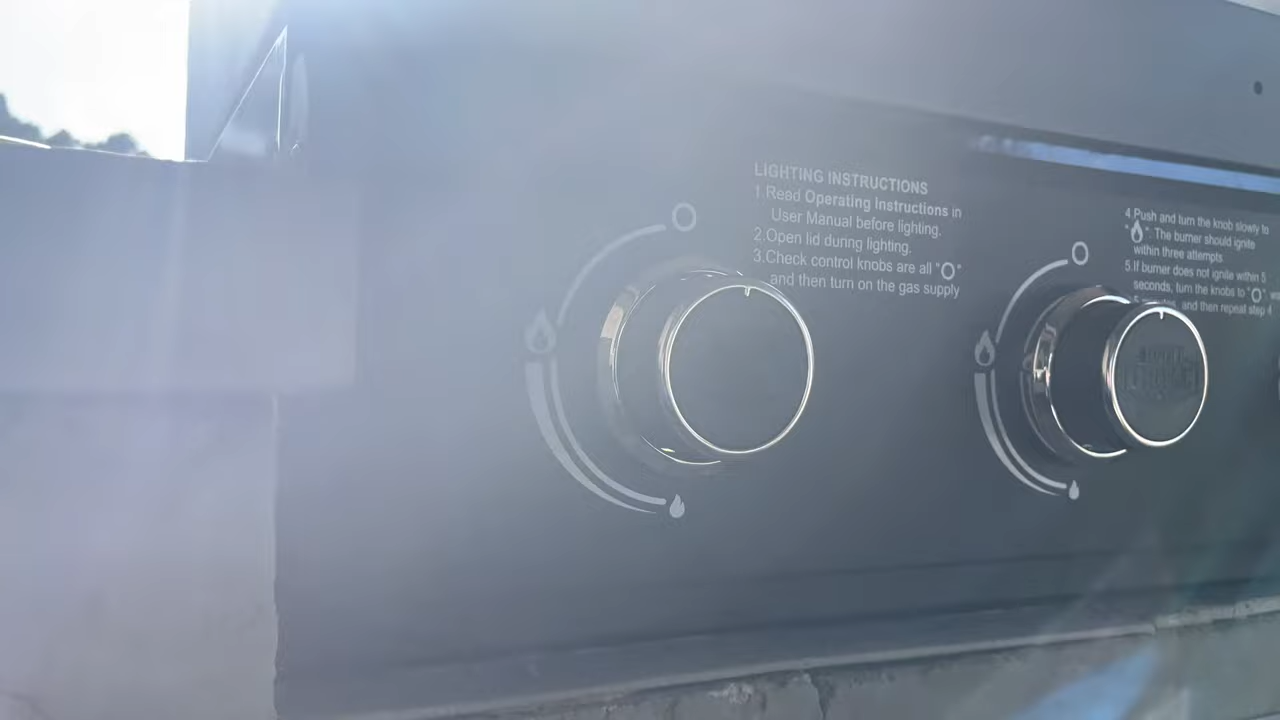 LIGHTING INSTRUCTIONS
1.Read Operating Instructions in
User Manual before lighting.
2.Open lid during lighting.
3.Check control knobs are all "O"
and then turn on the gas supply
4.Push and turn the knob slowly to
" ". The burner should ignite
within three attempts
5.If burner does not ignite within 5
seconds, turn the knobs to "O"
and then repeat step 4